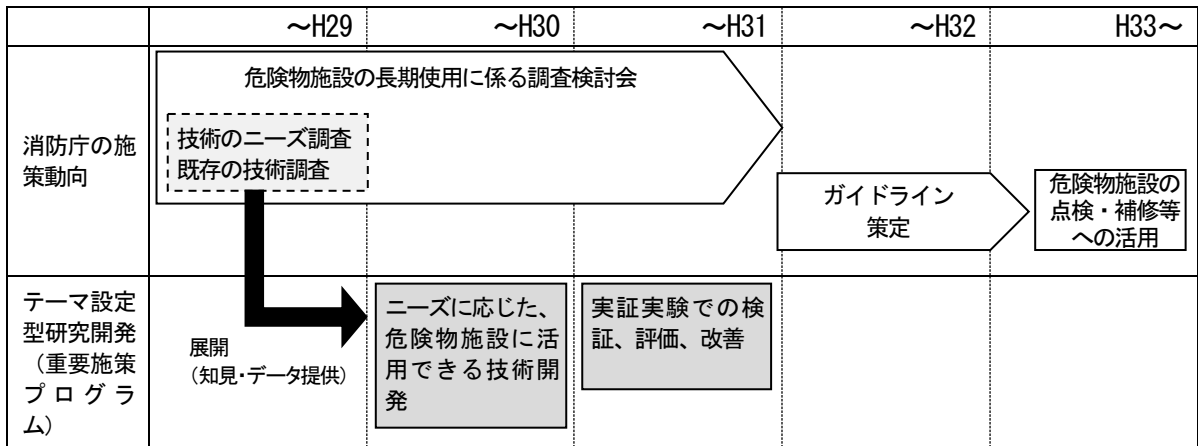 ～H29 ～H30 ～H31 ～H32 H33～
消防庁の施
策動向
危険物施設の長期使用に係る調査検討会
技術のニーズ調査
既存の技術調査
ガイドライン
策定
危険物施設の
点検・補修等
への活用
テーマ設定
型研究開発
（重要施策
プログラ
ム）
展開
（知見・データ提供）
ニーズに応じた、
危険物施設に活
用できる技術開
発
実証実験での検
証、評価、改善